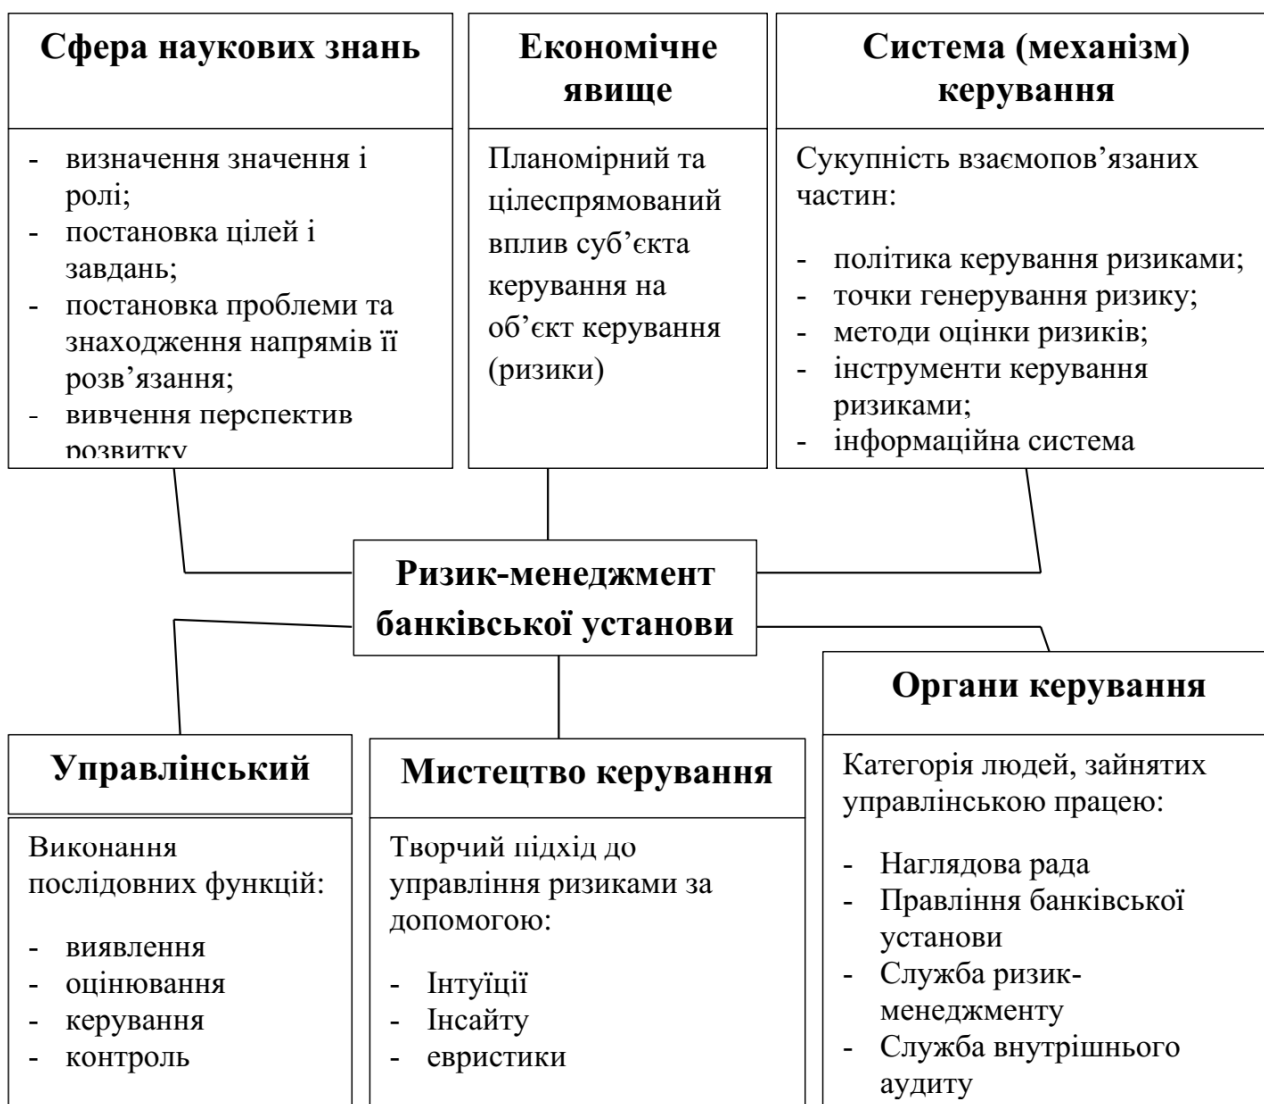 Сфера наукових знань
- визначення значення і
ролі;
- постановка цілей і
завдань;
- постановка проблеми та
знаходження напрямів її
розв’язання;
- вивчення перспектив
розвитку
Економічне
явище
Планомірний та
цілеспрямований
вплив суб’єкта
керування на
об’єкт керування
(ризики)
Система (механізм)
керування
Сукупність взаємопов’язаних
частин:
- політика керування ризиками;
- точки генерування ризику;
- методи оцінки ризиків;
- інструменти керування
ризиками;
- інформаційна система
Ризик-менеджмент
банківської установи
Управлінський
Виконання
послідовних функцій:
- виявлення
- оцінювання
- керування
- контроль
Мистецтво керування
Творчий підхід до
управління ризиками за
допомогою:
- Інтуїції
- Інсайту
- евристики
Органи керування
Категорія людей, зайнятих
управлінською працею:
- Наглядова рада
- Правління банківської
установи
- Служба ризик-
менеджменту
- Служба внутрішнього
аудиту